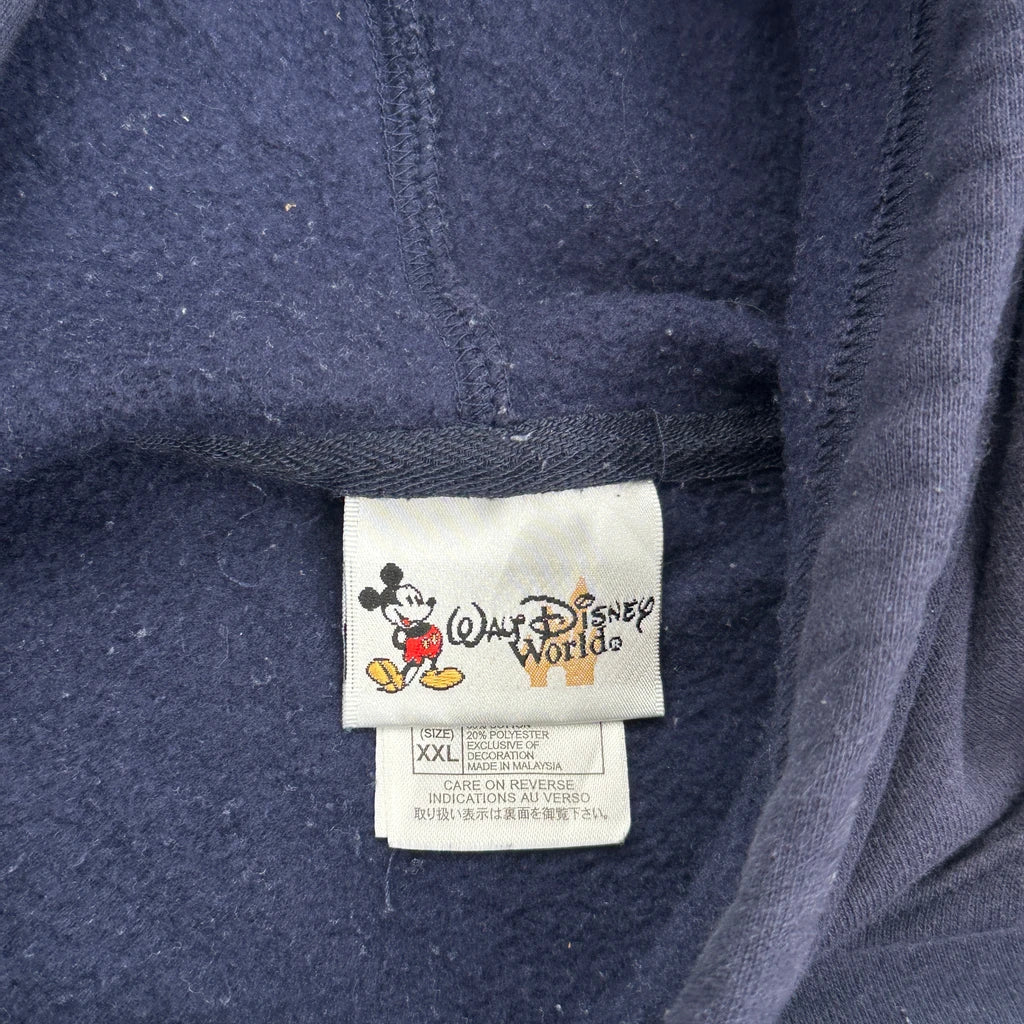 WALT DISNEY
World®
(SIZE)
XXL
20% POLYESTER
EXCLUSIVE OF
DECORATION
MADE IN MALAYSIA
CARE ON REVERSE
INDICATIONS AU VERSO
取り扱い表示は裏面を御覧下さい。